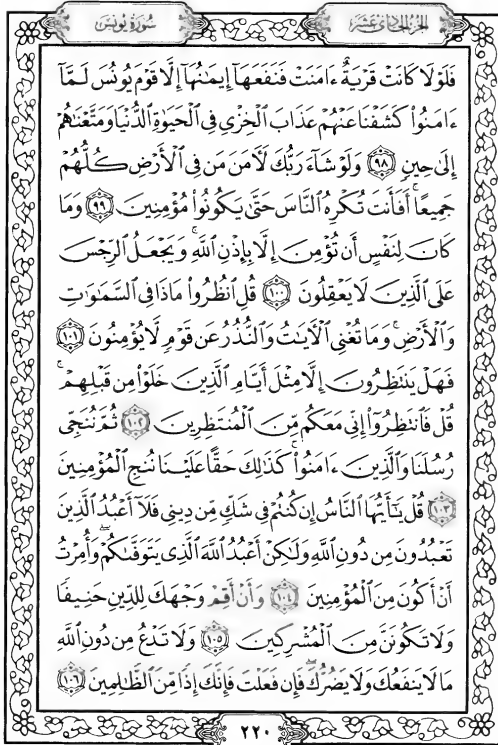 سُورَةُ يُونُسَ
الجُزْءُ الحَادِي عَشَرَ
فَلَوْلَا كَانَتْ قَرْيَةٌ ءَامَنَتْ فَنَفَعَهَآ إِيمَٰنُهَآ إِلَّا قَوْمَ يُونُسَ لَمَّآ
ءَامَنُوا۟ كَشَفْنَا عَنْهُمْ عَذَابَ ٱلْخِزْىِ فِى ٱلْحَيَوٰةِ ٱلدُّنْيَا وَمَتَّعْنَٰهُمْ
إِلَىٰ حِينٍ ٩٨ وَلَوْ شَآءَ رَبُّكَ لَءَامَنَ مَن فِى ٱلْأَرْضِ كُلُّهُمْ
جَمِيعًا ۚ أَفَأَنتَ تُكْرِهُ ٱلنَّاسَ حَتَّىٰ يَكُونُوا۟ مُؤْمِنِينَ ٩٩ وَمَا
كَانَ لِنَفْسٍ أَن تُؤْمِنَ إِلَّا بِإِذْنِ ٱللَّهِ ۚ وَيَجْعَلُ ٱلرِّجْسَ
عَلَى ٱلَّذِينَ لَا يَعْقِلُونَ ١٠٠ قُلِ ٱنظُرُوا۟ مَاذَا فِى ٱلسَّمَٰوَٰتِ
وَٱلْأَرْضِ ۚ وَمَا تُغْنِى ٱلْءَايَٰتُ وَٱلنُّذُرُ عَن قَوْمٍ لَّا يُؤْمِنُونَ ١٠١
فَهَلْ يَنتَظِرُونَ إِلَّا مِثْلَ أَيَّامِ ٱلَّذِينَ خَلَوْا۟ مِن قَبْلِهِمْ ۚ
قُلْ فَٱنتَظِرُوٓا۟ إِنِّى مَعَكُم مِّنَ ٱلْمُنتَظِرِينَ ١٠٢ ثُمَّ نُنَجِّى
رُسُلَنَا وَٱلَّذِينَ ءَامَنُوا۟ ۚ كَذَٰلِكَ حَقًّا عَلَيْنَا نُنجِ ٱلْمُؤْمِنِينَ
١٠٣ قُلْ يَٰٓأَيُّهَا ٱلنَّاسُ إِن كُنتُمْ فِى شَكٍّ مِّن دِينِى فَلَآ أَعْبُدُ ٱلَّذِينَ
تَعْبُدُونَ مِن دُونِ ٱللَّهِ وَلَٰكِنْ أَعْبُدُ ٱللَّهَ ٱلَّذِى يَتَوَفَّىٰكُمْ ۖ وَأُمِرْتُ
أَنْ أَكُونَ مِنَ ٱلْمُؤْمِنِينَ ١٠٤ وَأَنْ أَقِمْ وَجْهَكَ لِلدِّينِ حَنِيفًا
وَلَا تَكُونَنَّ مِنَ ٱلْمُشْرِكِينَ ١٠٥ وَلَا تَدْعُ مِن دُونِ ٱللَّهِ
مَا لَا يَنفَعُكَ وَلَا يَضُرُّكَ ۖ فَإِن فَعَلْتَ فَإِنَّكَ إِذًا مِّنَ ٱلظَّٰلِمِينَ ١٠٦
٢٢٠